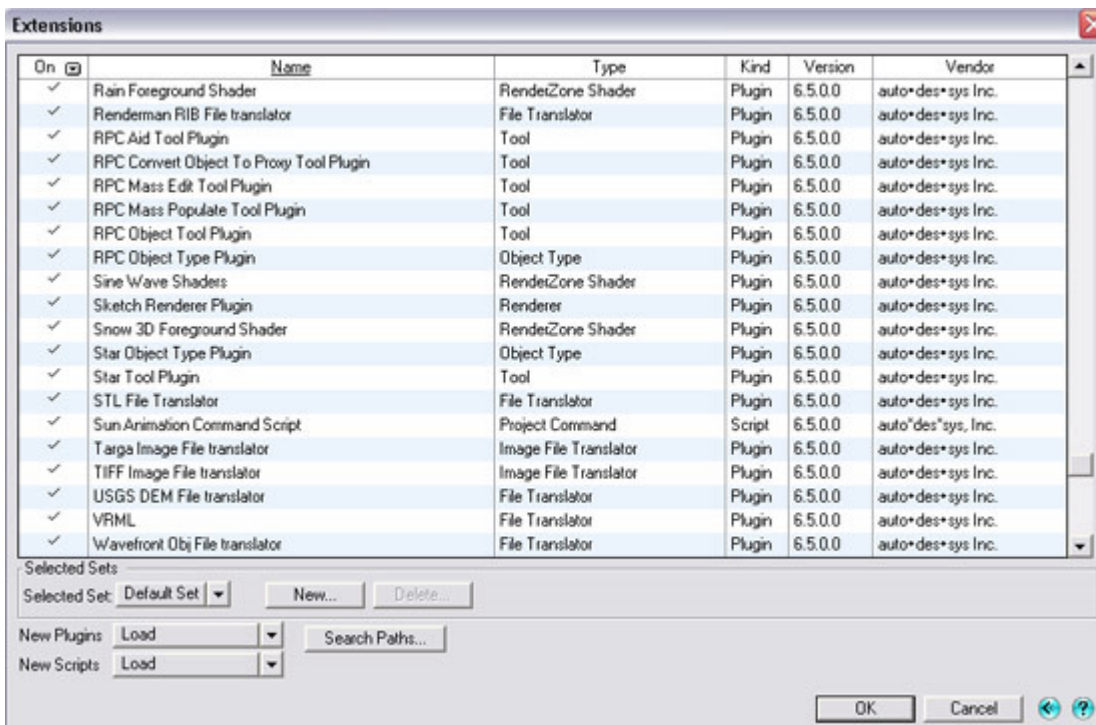 Extensions
On Name Type Kind Version Vendor
Rain Foreground Shader RenderZone Shader Plugin 6.5.0.0 auto•des•sys Inc.
Renderman RIB File translator File Translator Plugin 6.5.0.0 auto•des•sys Inc.
RPC Aid Tool Plugin Tool Plugin 6.5.0.0 auto•des•sys Inc.
RPC Convert Object To Proxy Tool Plugin Tool Plugin 6.5.0.0 auto•des•sys Inc.
RPC Mass Edit Tool Plugin Tool Plugin 6.5.0.0 auto•des•sys Inc.
RPC Mass Populate Tool Plugin Tool Plugin 6.5.0.0 auto•des•sys Inc.
RPC Object Tool Plugin Tool Plugin 6.5.0.0 auto•des•sys Inc.
RPC Object Type Plugin Object Type Plugin 6.5.0.0 auto•des•sys Inc.
Sine Wave Shaders RenderZone Shader Plugin 6.5.0.0 auto•des•sys Inc.
Sketch Renderer Plugin Renderer Plugin 6.5.0.0 auto•des•sys Inc.
Snow 3D Foreground Shader RenderZone Shader Plugin 6.5.0.0 auto•des•sys Inc.
Star Object Type Plugin Object Type Plugin 6.5.0.0 auto•des•sys Inc.
Star Tool Plugin Tool Plugin 6.5.0.0 auto•des•sys Inc.
STL File Translator File Translator Plugin 6.5.0.0 auto•des•sys Inc.
Sun Animation Command Script Project Command Script 6.5.0.0 auto*des*sys, Inc.
Targa Image File translator Image File Translator Plugin 6.5.0.0 auto•des•sys Inc.
TIFF Image File translator Image File Translator Plugin 6.5.0.0 auto•des•sys Inc.
USGS DEM File translator File Translator Plugin 6.5.0.0 auto•des•sys Inc.
VRML File Translator Plugin 6.5.0.0 auto•des•sys Inc.
Wavefront Obj File translator File Translator Plugin 6.5.0.0 auto•des•sys Inc.
Selected Sets
Selected Set: Default Set New... Delete...
New Plugins Load Search Paths...
New Scripts Load
OK Cancel ?